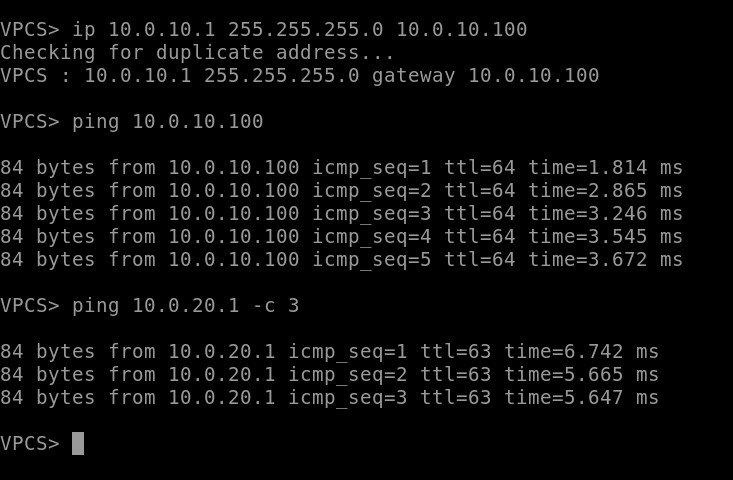 VPCS> ip 10.0.10.1 255.255.255.0 10.0.10.100
Checking for duplicate address...
VPCS : 10.0.10.1 255.255.255.0 gateway 10.0.10.100
VPCS> ping 10.0.10.100
84 bytes from 10.0.10.100 icmp_seq=1 ttl=64 time=1.814 ms
84 bytes from 10.0.10.100 icmp_seq=2 ttl=64 time=2.865 ms
84 bytes from 10.0.10.100 icmp_seq=3 ttl=64 time=3.246 ms
84 bytes from 10.0.10.100 icmp_seq=4 ttl=64 time=3.545 ms
84 bytes from 10.0.10.100 icmp_seq=5 ttl=64 time=3.672 ms
VPCS> ping 10.0.20.1 -c 3
84 bytes from 10.0.20.1 icmp_seq=1 ttl=63 time=6.742 ms
84 bytes from 10.0.20.1 icmp_seq=2 ttl=63 time=5.665 ms
84 bytes from 10.0.20.1 icmp_seq=3 ttl=63 time=5.647 ms
VPCS>